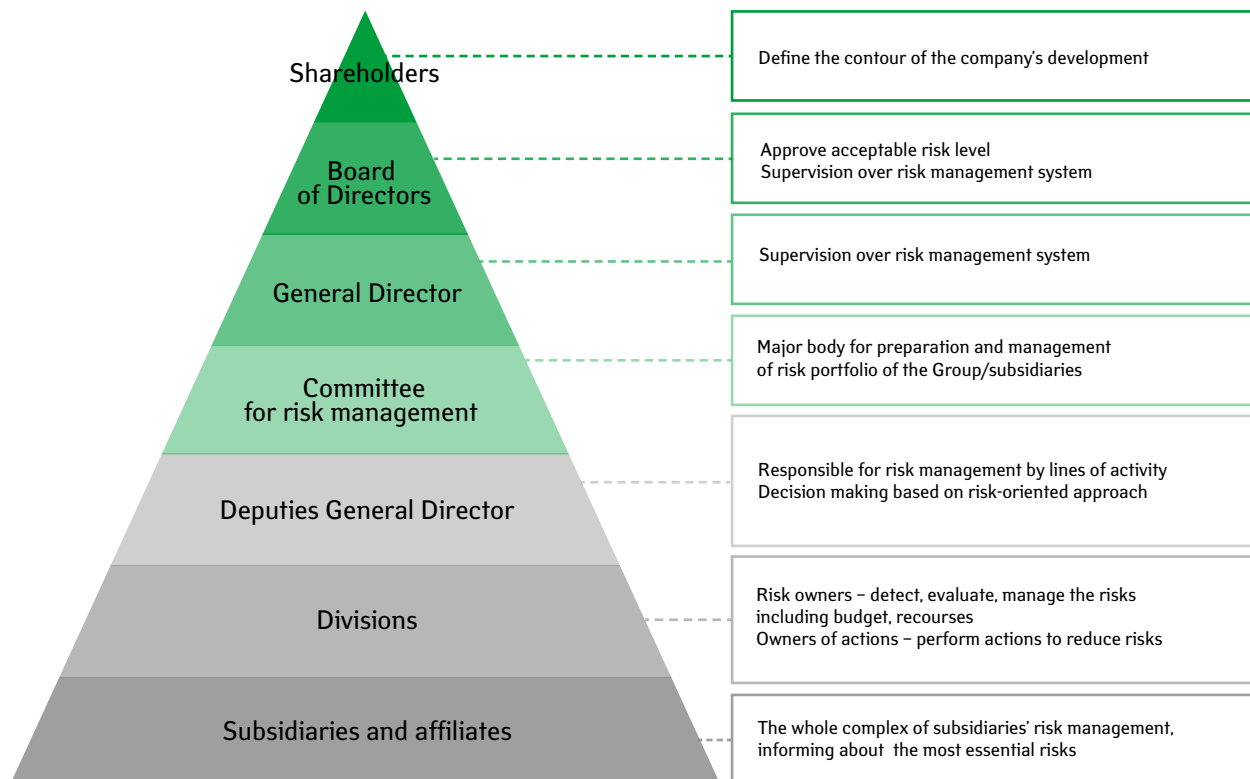 Shareholders
Define the contour of the company's development
Board
of Directors
Approve acceptable risk level
Supervision over risk management system
General Director
Supervision over risk management system
Committee
for risk management
Major body for preparation and management
of risk portfolio of the Group/subsidiaries
Deputies General Director
Responsible for risk management by lines of activity
Decision making based on risk-oriented approach
Divisions
Risk owners – detect, evaluate, manage the risks
including budget, recourses
Owners of actions – perform actions to reduce risks
Subsidiaries and affiliates
The whole complex of subsidiaries' risk management,
informing about the most essential risks